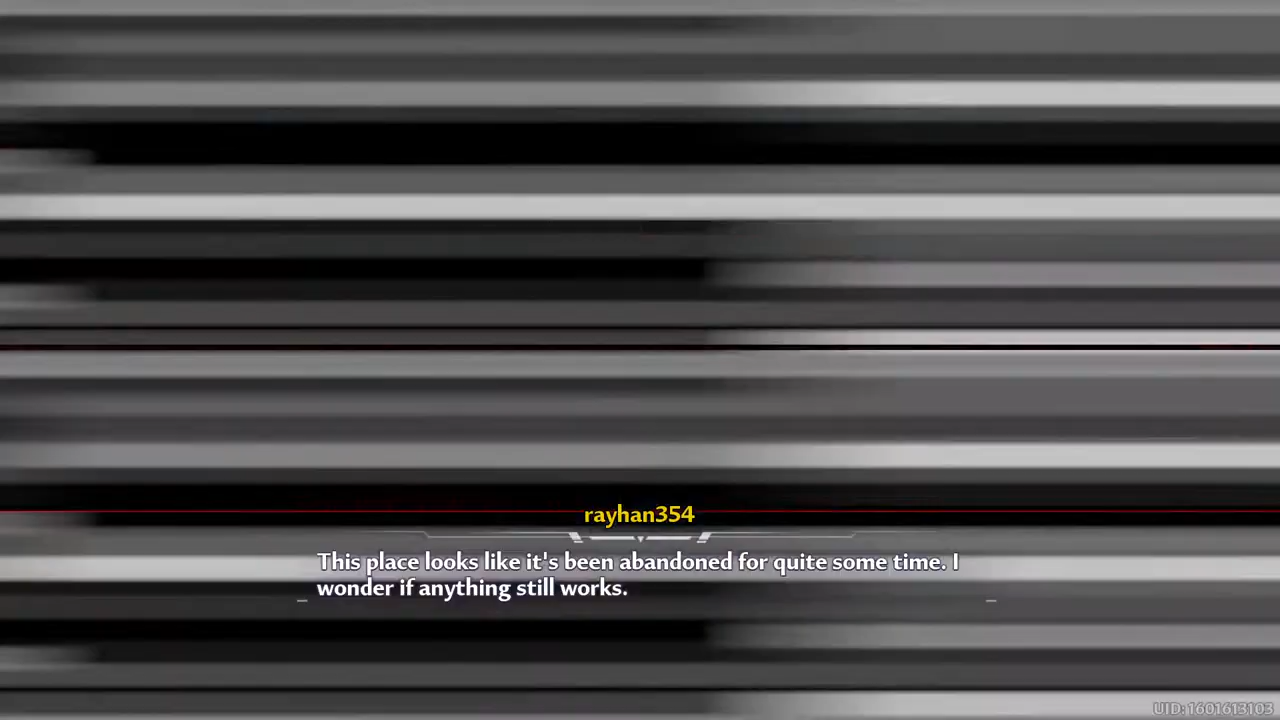 rayhan354
This place looks like it's been abandoned for quite some time. I
wonder if anything still works.
UID: 1601613103